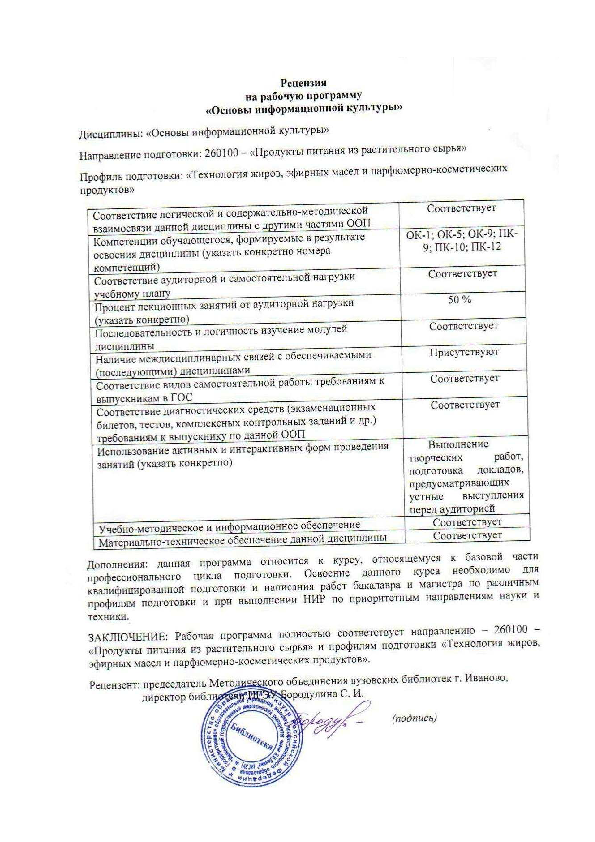 Рецензия
на рабочую программу
«Основы информационной культуры»
Дисциплины: «Основы информационной культуры»
Направление подготовки: 260100 – «Продукты питания из растительного сырья»
Профиль подготовки: «Технология жиров, эфирных масел и парфюмерно-косметических
продуктов»
Соответствие логической и содержательно-методической
взаимосвязи данной дисциплины с другими частями ООП
Соответствует
Компетенции обучающегося, формируемые в результате
освоения дисциплины (указать конкретно номера
компетенций)
ОК-1; ОК-5; ОК-9; ПК-
9; ПК-10; ПК-12
Соответствие аудиторной и самостоятельной нагрузки
учебному плану
Соответствует
Процент лекционных занятий от аудиторной нагрузки
(указать конкретно)
50 %
Последовательность и логичность изучение модулей
дисциплины
Соответствует
Наличие междисциплинарных связей с обеспечиваемыми
(последующими) дисциплинами
Присутствуют
Соответствие видов самостоятельной работы требованиям к
выпускникам в ГОС
Соответствует
Соответствие диагностических средств (экзаменационных
билетов, тестов, комплексных контрольных заданий и др.)
требованиям к выпускнику по данной ООП
Соответствует
Использование активных и интерактивных форм проведения
занятий (указать конкретно)
Выполнение
творческих работ,
подготовка докладов,
предусматривающих
устные выступления
перед аудиторией
Учебно-методическое и информационное обеспечение
Соответствует
Материально-техническое обеспечение данной дисциплины
Соответствует
Дополнения: данная программа относится к курсу, относящемуся к базовой части
профессионального цикла подготовки. Освоение данного курса необходимо для
квалифицированной подготовки и написания работ бакалавра и магистра по различным
профилям подготовки и при выполнении НИР по приоритетным направлениям науки и
техники.
ЗАКЛЮЧЕНИЕ: Рабочая программа полностью соответствует направлению – 260100 –
«Продукты питания из растительного сырья» и профилям подготовки «Технология жиров,
эфирных масел и парфюмерно-косметических продуктов».
Рецензент: председатель Методического объединения вузовских библиотек г. Иваново,
директор библиотеки ИГЭУ Бородулина С. И.
(подпись)
Библиотека